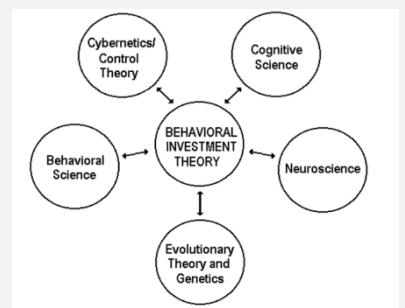 Cybernetics/
Control
Theory
Cognitive
Science
BEHAVIORAL
INVESTMENT
THEORY
Behavioral
Science
Neuroscience
Evolutionary
Theory and
Genetics